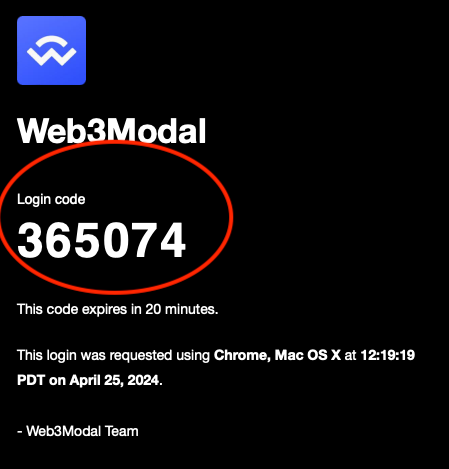 Web3Modal
Login code
365074
This code expires in 20 minutes.
This login was requested using Chrome, Mac OS X at 12:19:19
PDT on April 25, 2024.
- Web3Modal Team